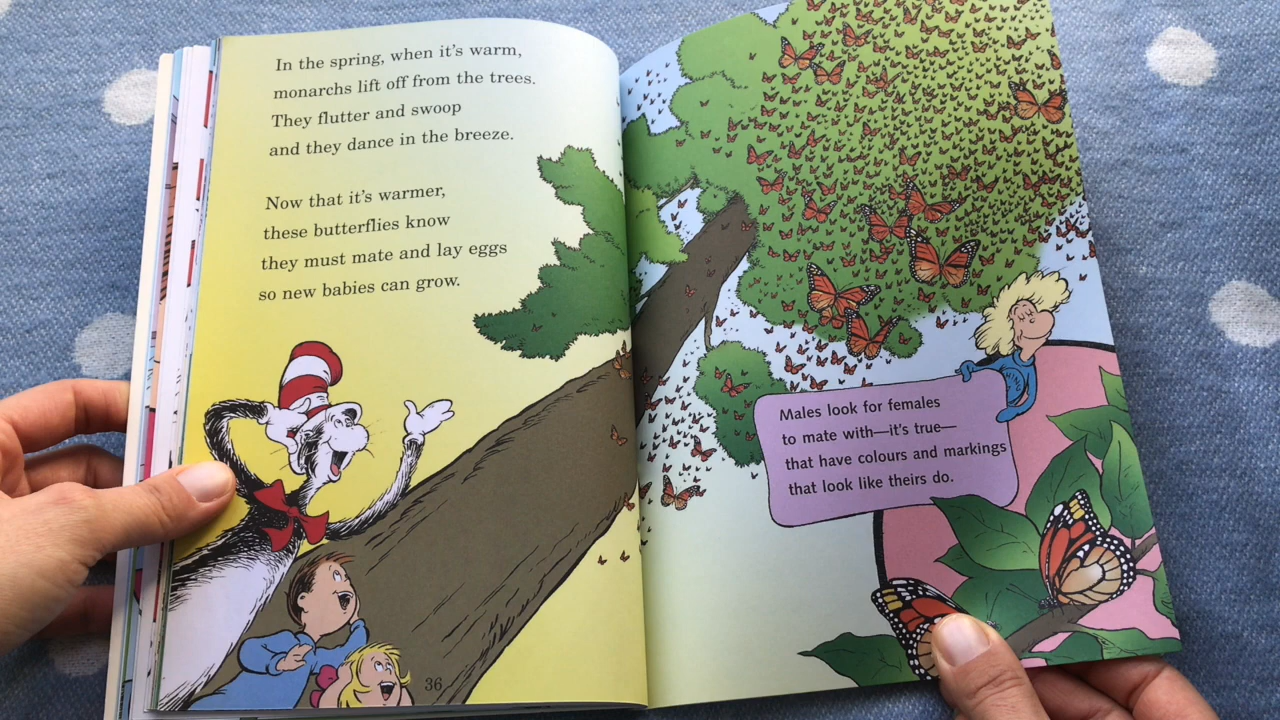 In the spring, when it's warm,
monarchs lift off from the trees.
They flutter and swoop
and they dance in the breeze.
Now that it's warmer,
these butterflies know
they must mate and lay eggs
so new babies can grow.
36
Males look for females
to mate with—it's true—
that have colours and markings
that look like theirs do.